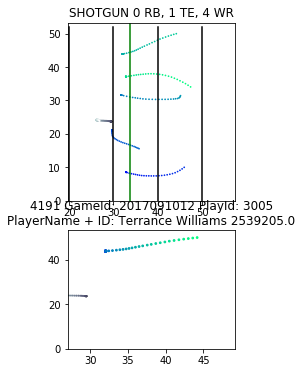 SHOTGUN 0 RB, 1 TE, 4 WR
50
40
30
20
10
0
20 30 40 50
4191 GameId: 2017091012 PlayId: 3005
PlayerName + ID: Terrance Williams 2539205.0
40
20
0
30 35 40 45